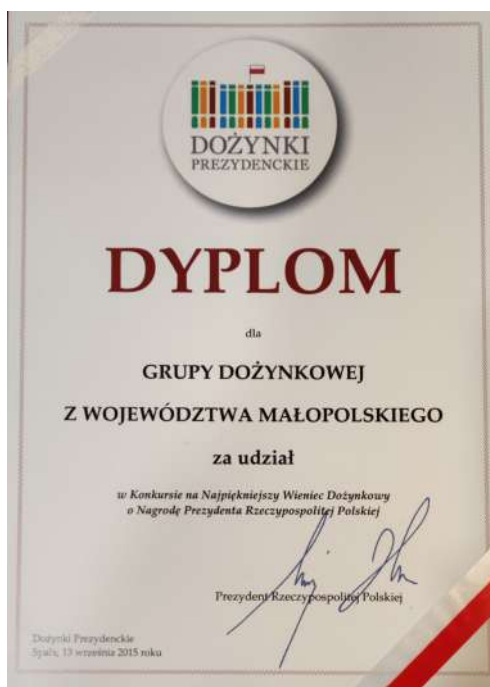 DOŻYNKI
PREZYDENCKIE
DYPLOM
dla
GRUPY DOŻYNKOWEJ
Z WOJEWÓDZTWA MAŁOPOLSKIEGO
za udział
w Konkursie na Najpiękniejszy Wieniec Dożynkowy
o Nagrodę Prezydenta Rzeczypospolitej Polskiej
Prezydent Rzeczypospolitej Polskiej
Dożynki Prezydenckie
Spała, 13 września 2015 roku